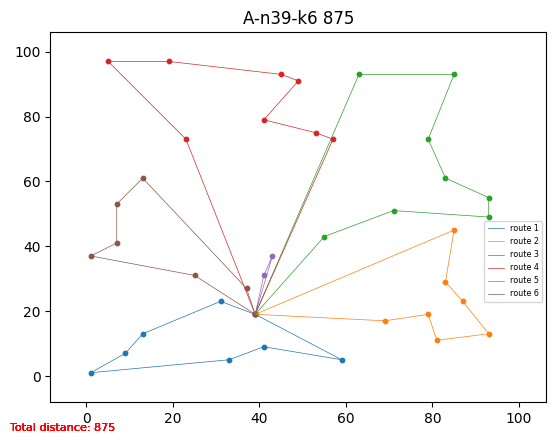 A-n39-k6 875
100
80
60
40
20
0
0 20 40 60 80 100
route 1
route 2
route 3
route 4
route 5
route 6
Total distance: 875